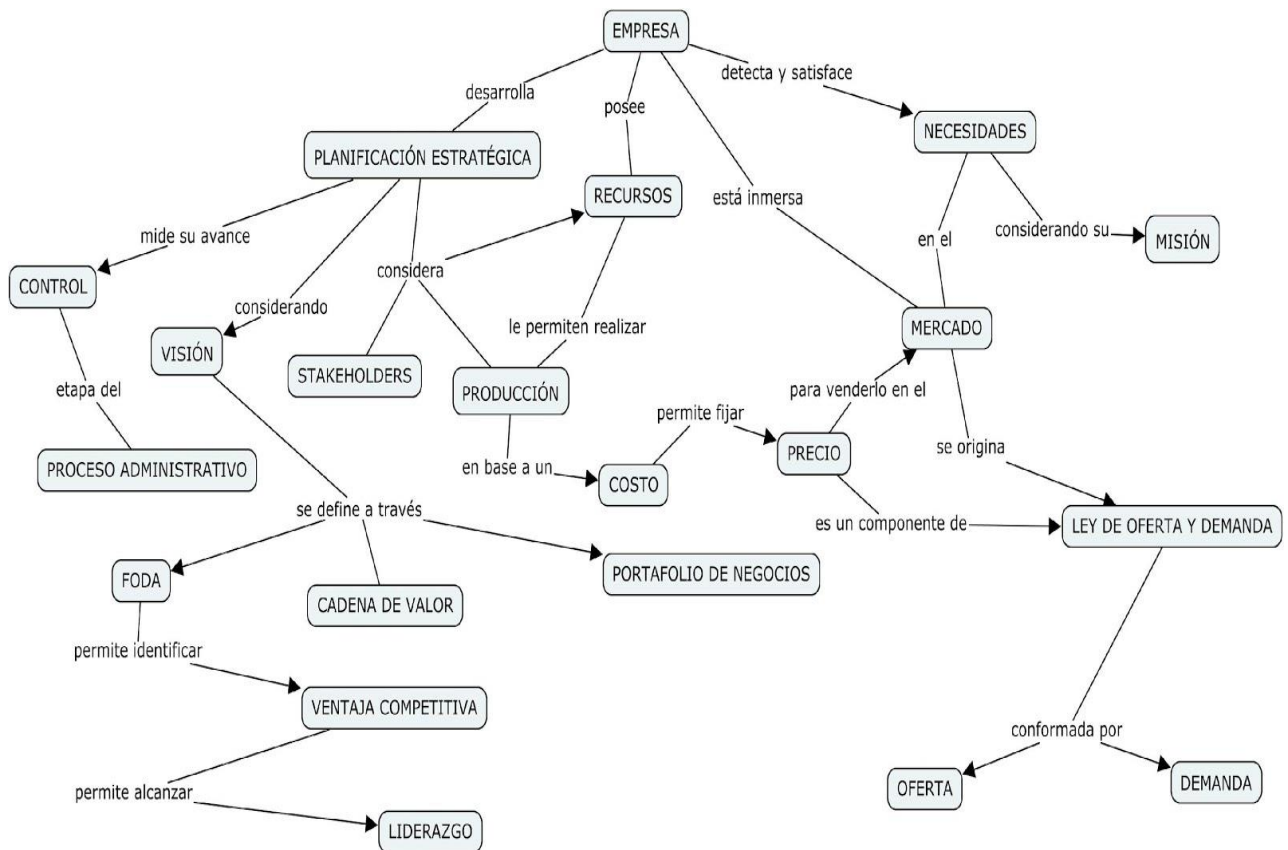 EMPRESA
detecta y satisface
desarrolla
posee
NECESIDADES
PLANIFICACIÓN ESTRATÉGICA
RECURSOS
está inmersa
mide su avance
en el
considerando su
MISIÓN
CONTROL
considera
considerando
le permiten realizar
MERCADO
VISIÓN
STAKEHOLDERS
PRODUCCIÓN
etapa del
para venderlo en el
permite fijar
PROCESO ADMINISTRATIVO
en base a un
COSTO
PRECIO
se origina
se define a través
es un componente de
LEY DE OFERTA Y DEMANDA
FODA
CADENA DE VALOR
PORTAFOLIO DE NEGOCIOS
permite identificar
VENTAJA COMPETITIVA
conformada por
permite alcanzar
OFERTA
DEMANDA
LIDERAZGO